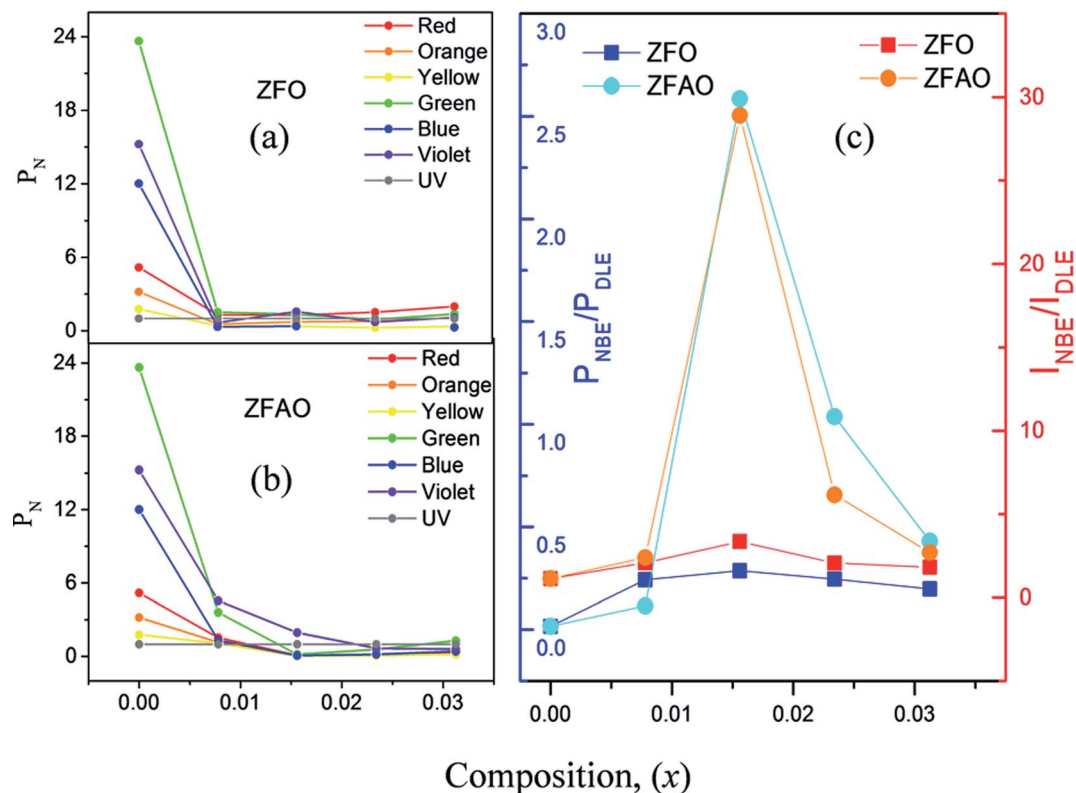 (a)
ZFO
Red
Orange
Yellow
Green
Blue
Violet
UV
24
18
12
6
0
P_N
(b)
ZFAO
Red
Orange
Yellow
Green
Blue
Violet
UV
24
18
12
6
0
P_N
0.00 0.01 0.02 0.03
(c)
ZFO
ZFAO
ZFO
ZFAO
3.0
2.5
2.0
1.5
1.0
0.5
0.0
P_NBE/P_DLE
30
20
10
0
I_NBE/I_DLE
0.00 0.01 0.02 0.03
Composition, (x)